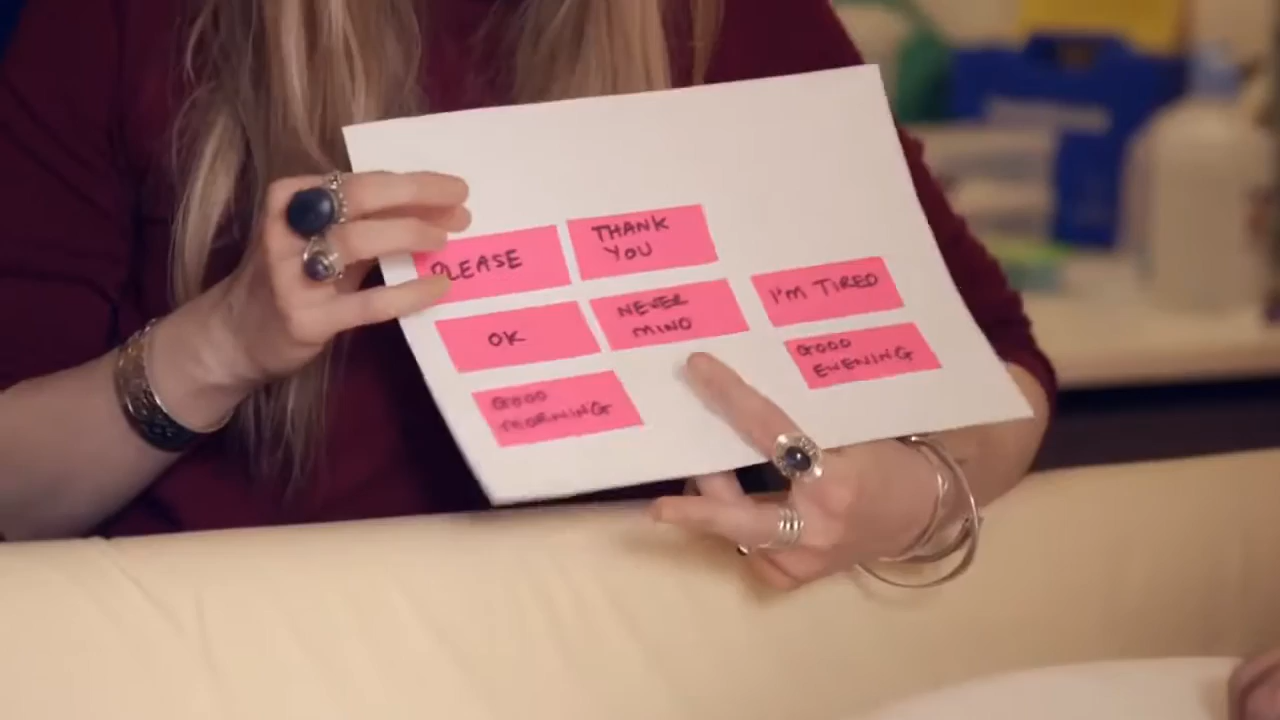 PLEASE
THANK
YOU
OK
NEVER
MIND
I'M TIRED
GOOD
MORNING
GOOD
EVENING